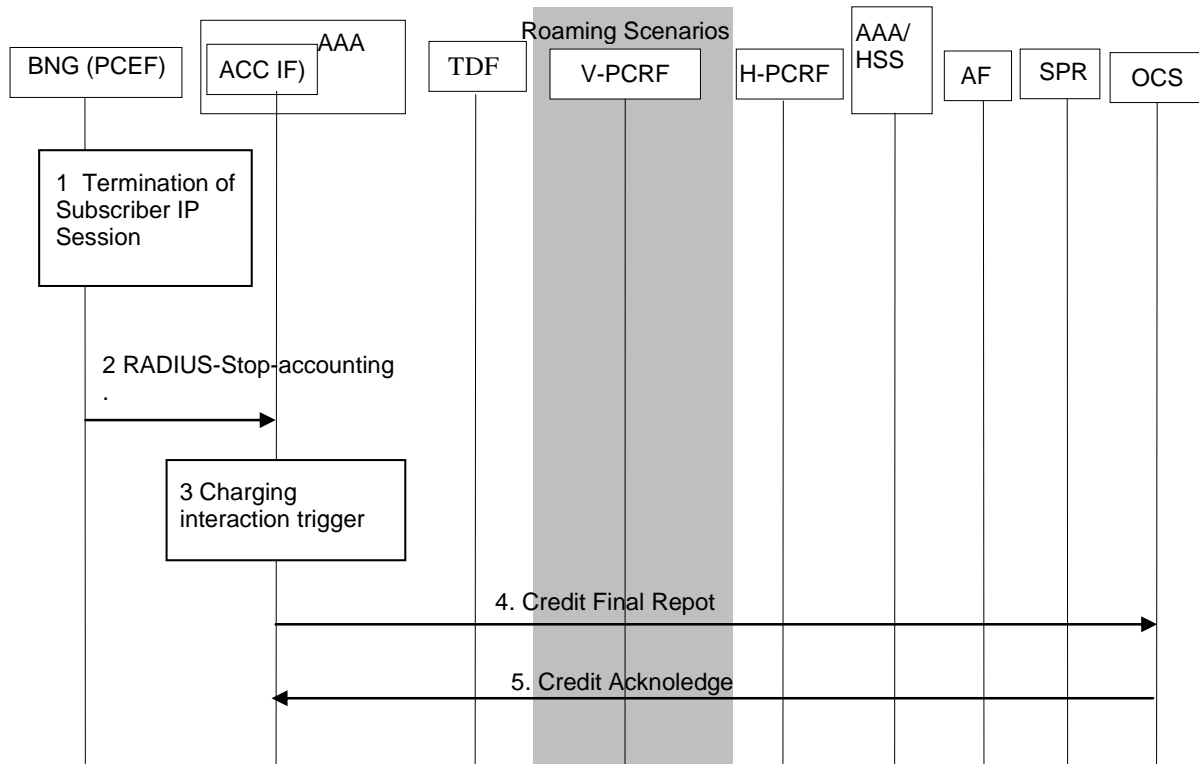 Roaming Scenarios
AAA
AAA/
HSS
BNG (PCEF)
ACC IF)
TDF
V-PCRF
H-PCRF
AF
SPR
OCS
1 Termination of
Subscriber IP
Session
2 RADIUS-Stop-accounting
.
3 Charging
interaction trigger
4. Credit Final Repot
5. Credit Acknoledge